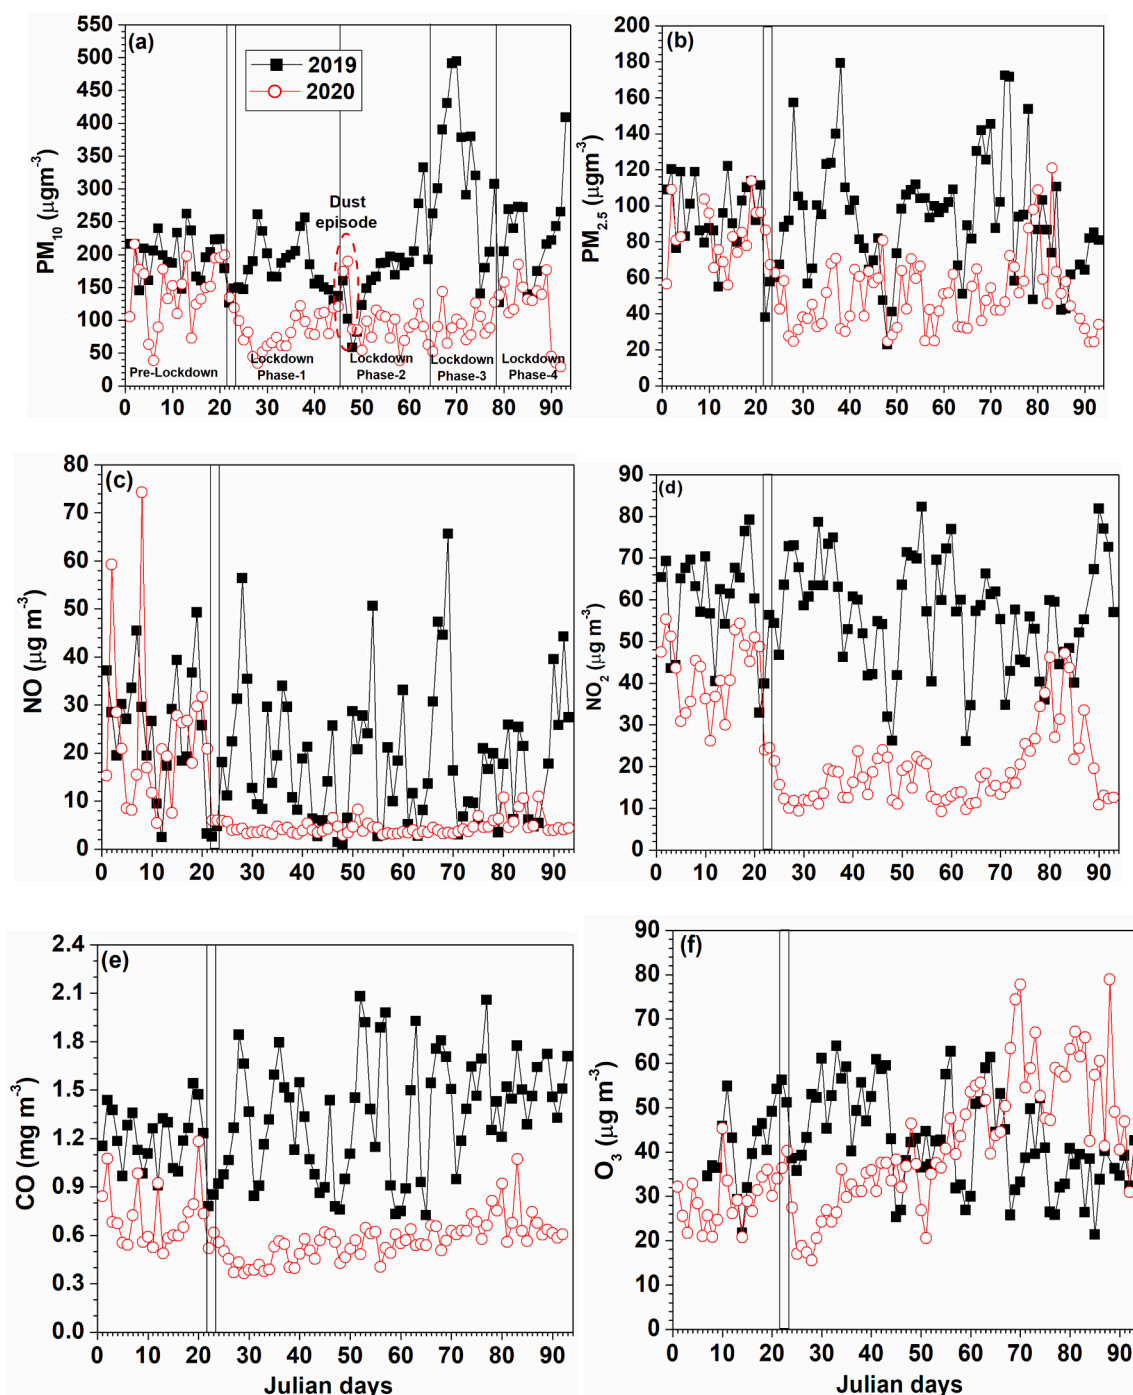 (a)
2019
2020
Dust
episode
Pre-Lockdown
Lockdown
Phase-1
Lockdown
Phase-2
Lockdown
Phase-3
Lockdown
Phase-4
PM10 (µgm-3)
550
500
450
400
350
300
250
200
150
100
50
0
0 10 20 30 40 50 60 70 80 90
(b)
PM2.5 (µgm-3)
200
180
160
140
120
100
80
60
40
20
0
0 10 20 30 40 50 60 70 80 90
(c)
NO (µg m-3)
80
70
60
50
40
30
20
10
0
0 10 20 30 40 50 60 70 80 90
(d)
NO2 (µg m-3)
90
80
70
60
50
40
30
20
10
0
0 10 20 30 40 50 60 70 80 90
(e)
CO (mg m-3)
2.4
2.1
1.8
1.5
1.2
0.9
0.6
0.3
0.0
0 10 20 30 40 50 60 70 80 90
Julian days
(f)
O3 (µg m-3)
90
80
70
60
50
40
30
20
10
0
0 10 20 30 40 50 60 70 80 90
Julian days